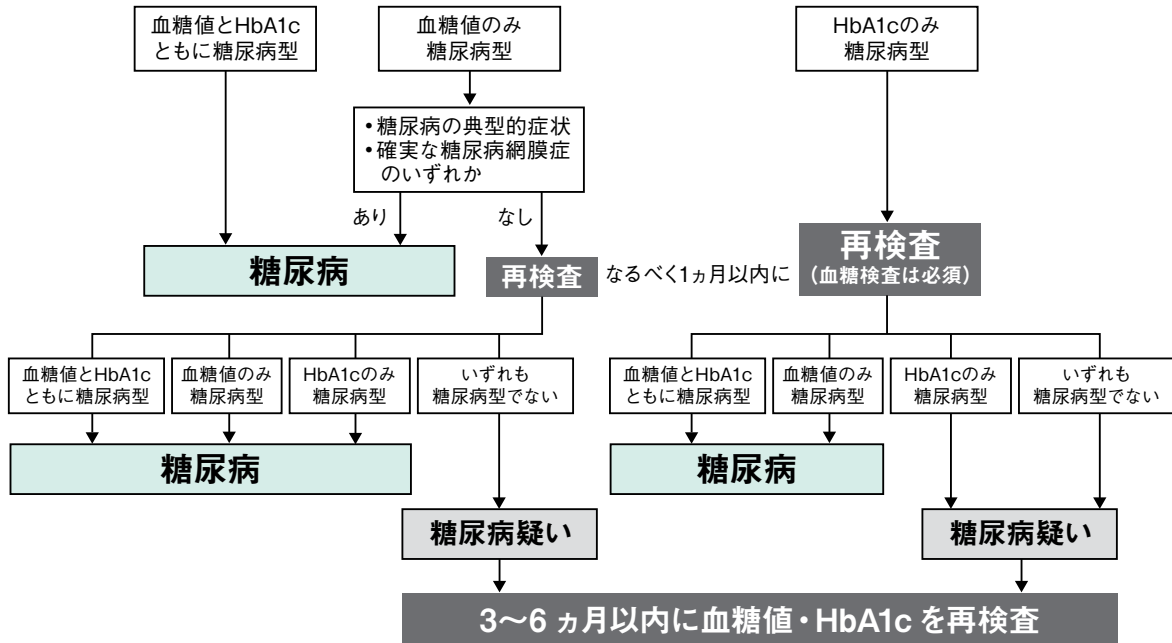 血糖値とHbA1c
ともに糖尿病型
血糖値のみ
糖尿病型
HbA1cのみ
糖尿病型
・糖尿病の典型的症状
・確実な糖尿病網膜症
のいずれか
あり
なし
糖尿病
再検査
なるべく1ヵ月以内に
再検査
(血糖検査は必須)
血糖値とHbA1c
ともに糖尿病型
血糖値のみ
糖尿病型
HbA1cのみ
糖尿病型
いずれも
糖尿病型でない
血糖値とHbA1c
ともに糖尿病型
血糖値のみ
糖尿病型
HbA1cのみ
糖尿病型
いずれも
糖尿病型でない
糖尿病
糖尿病
糖尿病疑い
糖尿病疑い
3〜6 ヵ月以内に血糖値・HbA1c を再検査